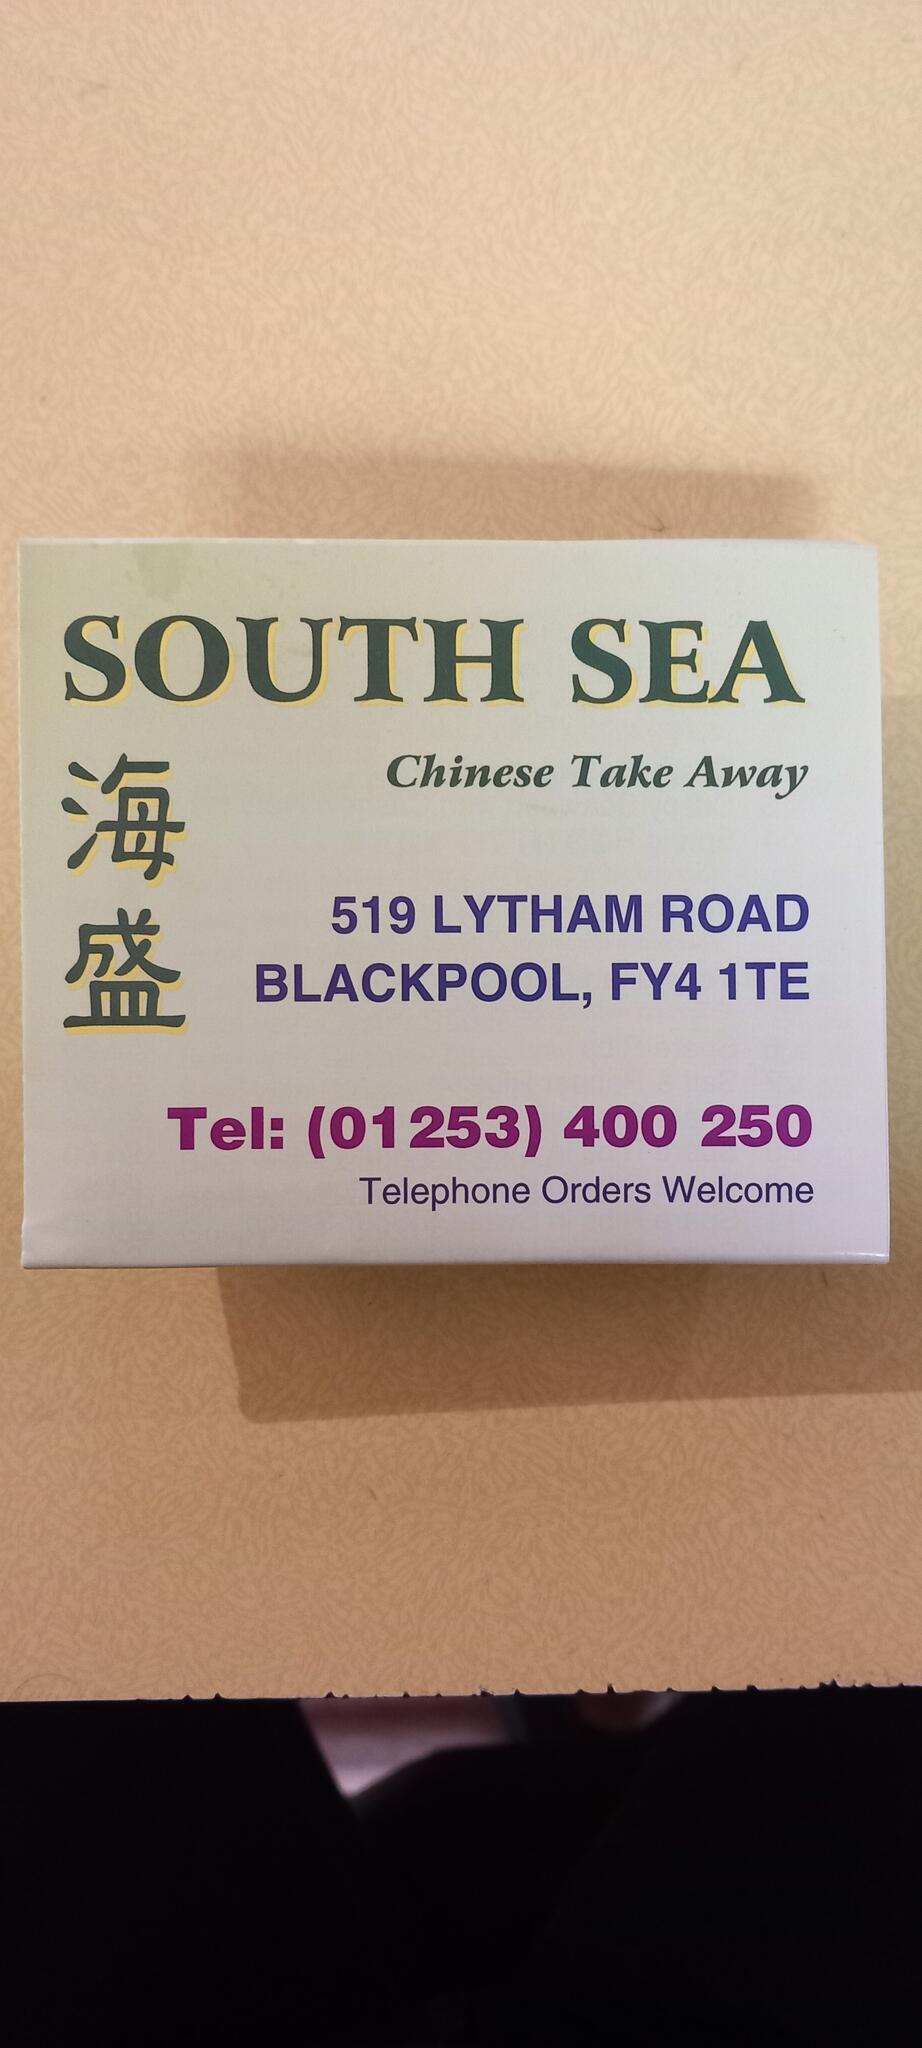 SOUTH SEA
Chinese Take Away
海
盛
519 LYTHAM ROAD
BLACKPOOL, FY4 1TE
Tel: (01253) 400 250
Telephone Orders Welcome